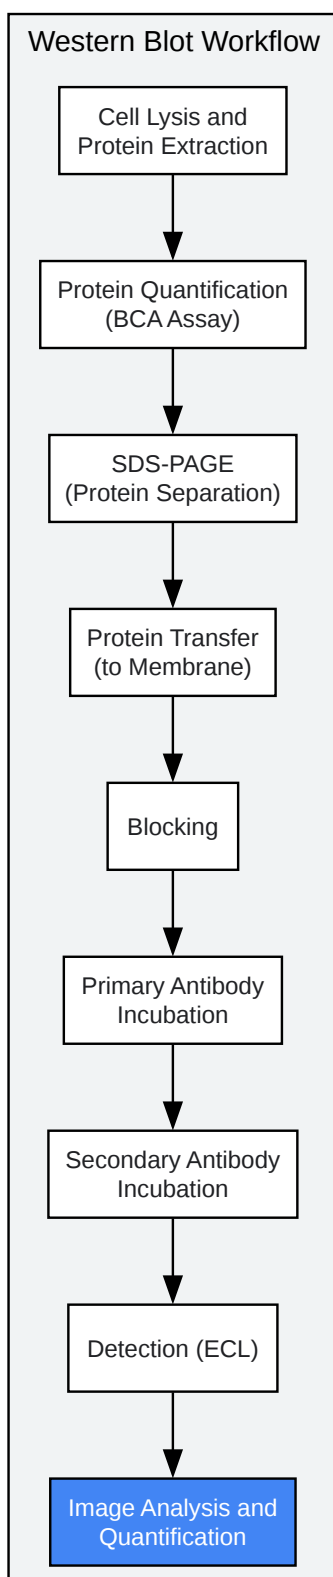 Western Blot Workflow
Cell Lysis and
Protein Extraction
Protein Quantification
(BCA Assay)
SDS-PAGE
(Protein Separation)
Protein Transfer
(to Membrane)
Blocking
Primary Antibody
Incubation
Secondary Antibody
Incubation
Detection (ECL)
Image Analysis and
Quantification